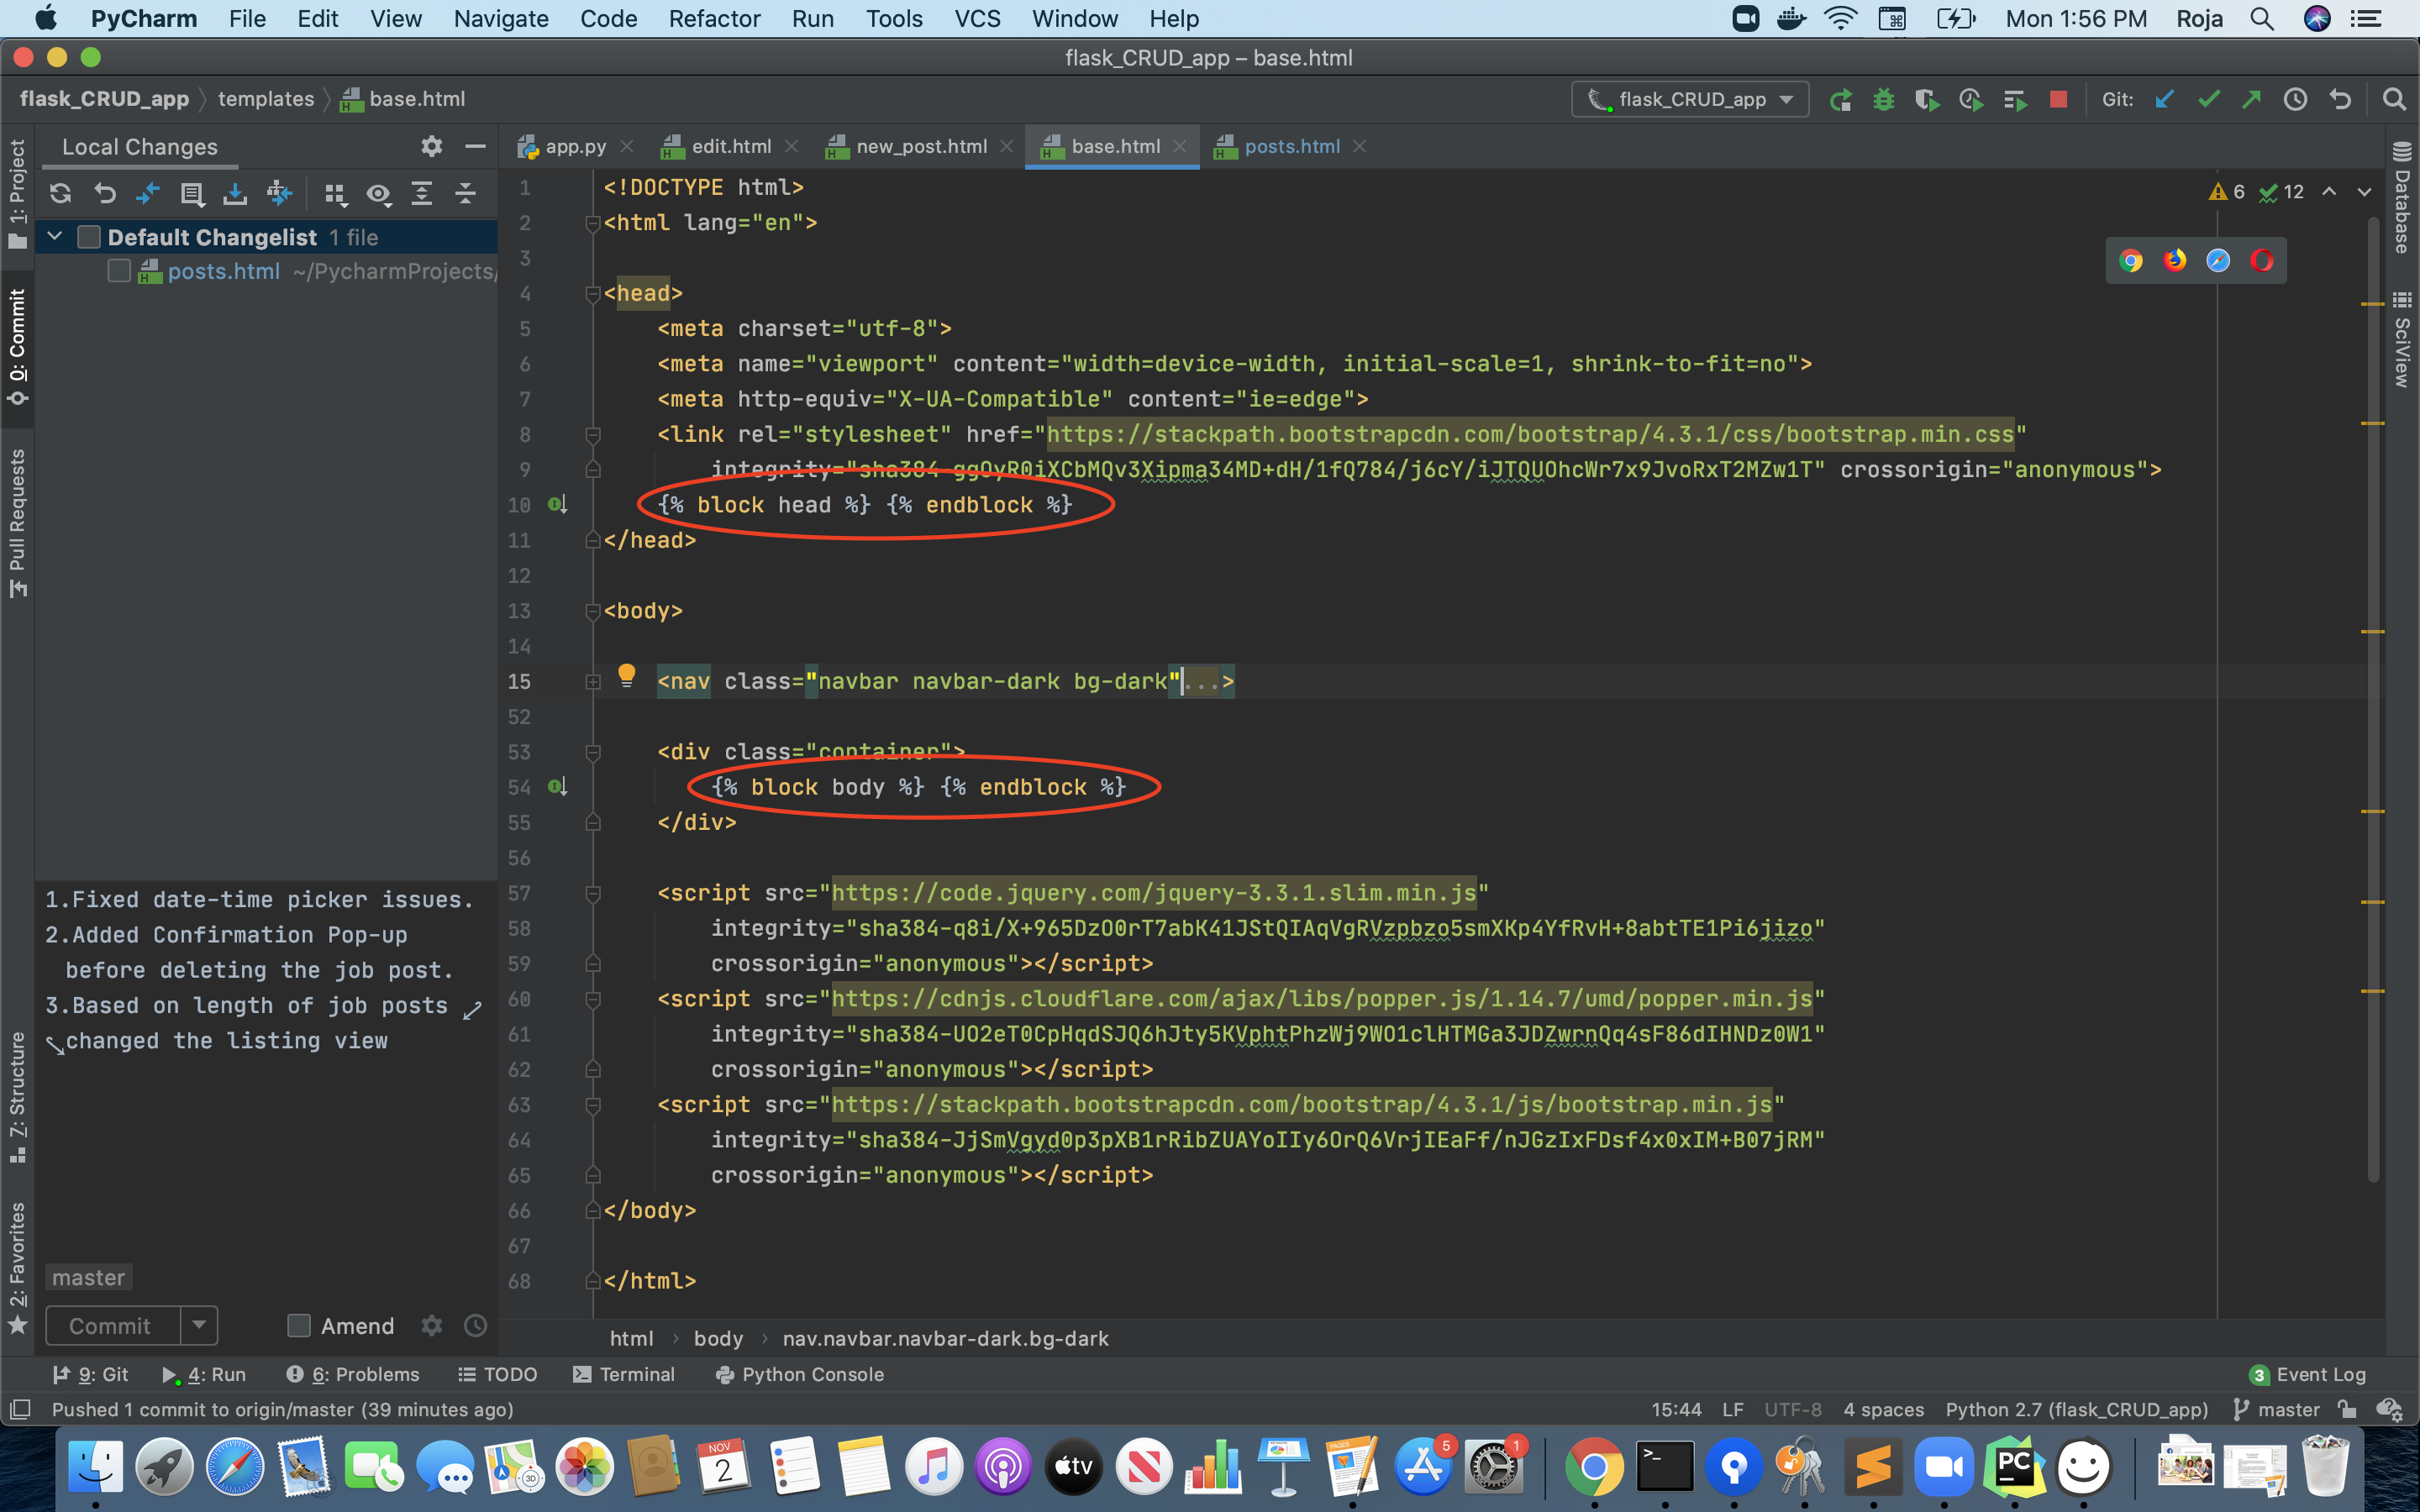 PyCharm File Edit View Navigate Code Refactor Run Tools VCS Window Help Mon 1:56 PM Roja
flask_CRUD_app – base.html
flask_CRUD_app templates base.html flask_CRUD_app Git:
Local Changes
app.py edit.html new_post.html base.html posts.html
1: Project
0: Commit
Pull Requests
Z: Structure
2: Favorites
Default Changelist 1 file
posts.html ~/PycharmProjects/
1.Fixed date-time picker issues.
2.Added Confirmation Pop-up
before deleting the job post.
3.Based on length of job posts
changed the listing view
master
Commit Amend
6 12
1 <!DOCTYPE html>
2 <html lang="en">
3
4 <head>
5 <meta charset="utf-8">
6 <meta name="viewport" content="width=device-width, initial-scale=1, shrink-to-fit=no">
7 <meta http-equiv="X-UA-Compatible" content="ie=edge">
8 <link rel="stylesheet" href="https://stackpath.bootstrapcdn.com/bootstrap/4.3.1/css/bootstrap.min.css"
9 integrity="sha384-ggOyR0iXCbMQv3Xipma34MD+dH/1fQ784/j6cY/iJTQUOhcWr7x9JvoRxT2MZw1T" crossorigin="anonymous">
10 {% block head %} {% endblock %}
11 </head>
12
13 <body>
14
15 <nav class="navbar navbar-dark bg-dark"...>
52
53 <div class="container">
54 {% block body %} {% endblock %}
55 </div>
56
57 <script src="https://code.jquery.com/jquery-3.3.1.slim.min.js"
58 integrity="sha384-q8i/X+965DzO0rT7abK41JStQIAqVgRVzpbzo5smXKp4YfRvH+8abtTE1Pi6jizo"
59 crossorigin="anonymous"></script>
60 <script src="https://cdnjs.cloudflare.com/ajax/libs/popper.js/1.14.7/umd/popper.min.js"
61 integrity="sha384-UO2eT0CpHqdSJQ6hJty5KVphtPhzWj9WO1clHTMGa3JDZwrnQq4sF86dIHNDz0W1"
62 crossorigin="anonymous"></script>
63 <script src="https://stackpath.bootstrapcdn.com/bootstrap/4.3.1/js/bootstrap.min.js"
64 integrity="sha384-JjSmVgyd0p3pXB1rRibZUAYoIIy6OrQ6VrjIEaFf/nJGzIxFDsf4x0xIM+B07jRM"
65 crossorigin="anonymous"></script>
66 </body>
67
68 </html>
Database
SciView
html body nav.navbar.navbar-dark.bg-dark
9: Git 4: Run 6: Problems TODO Terminal Python Console 3 Event Log
Pushed 1 commit to origin/master (39 minutes ago) 15:44 LF UTF-8 4 spaces Python 2.7 (flask_CRUD_app) master
3D
NOV
2
tv
PAGES
5
1
PC